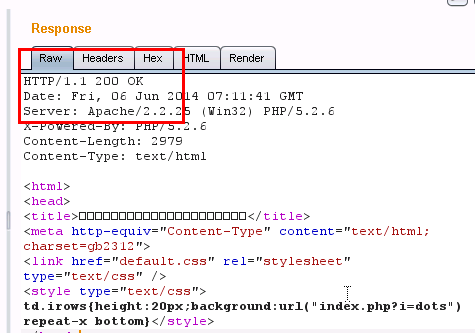 Response
Raw Headers Hex HTML Render
HTTP/1.1 200 OK
Date: Fri, 06 Jun 2014 07:11:41 GMT
Server: Apache/2.2.25 (Win32) PHP/5.2.6
X-Powered-By: PHP/5.2.6
Content-Length: 2979
Content-Type: text/html
<html>
<head>
<title>□□□□□□□□□□□□□□□□□□□□□□□</title>
<meta http-equiv="Content-Type" content="text/html;
charset=gb2312">
<link href="default.css" rel="stylesheet"
type="text/css" />
<style type="text/css">
td.irows{height:20px;background:url("index.php?i=dots")
repeat-x bottom}</style>